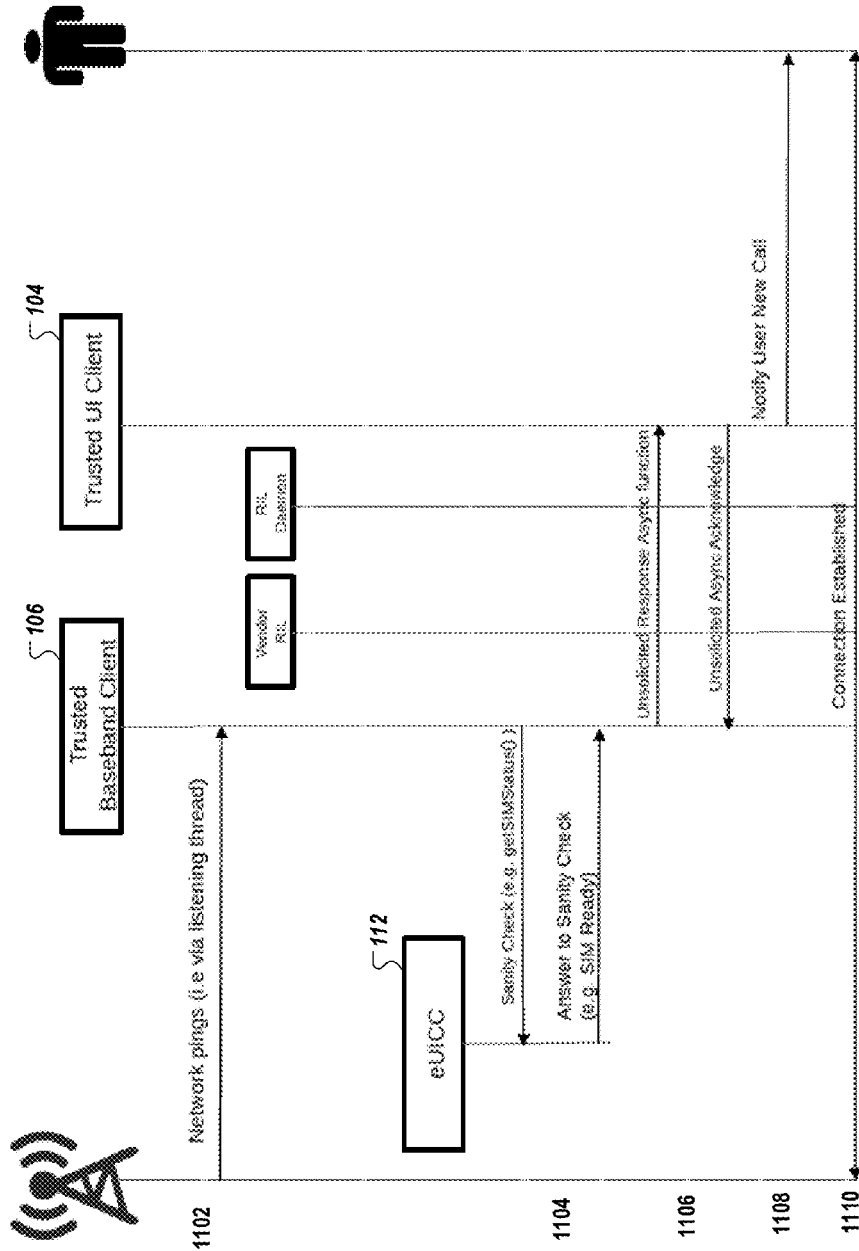 106
Trusted
Baseband Client
104
Trusted UI Client
Vendor
RIL
RIL
Daemon
1102
Network pings (i.e via listening thread)
112
eUICC
Sanity Check (e.g. getSIMStatus() )
1104
Answer to Sanity Check
(e.g. SIM Ready)
1106
Unsolicited Response Async function
Unsolicited Async Acknowledge
1108
Notify User New Call
1110
Connection Established